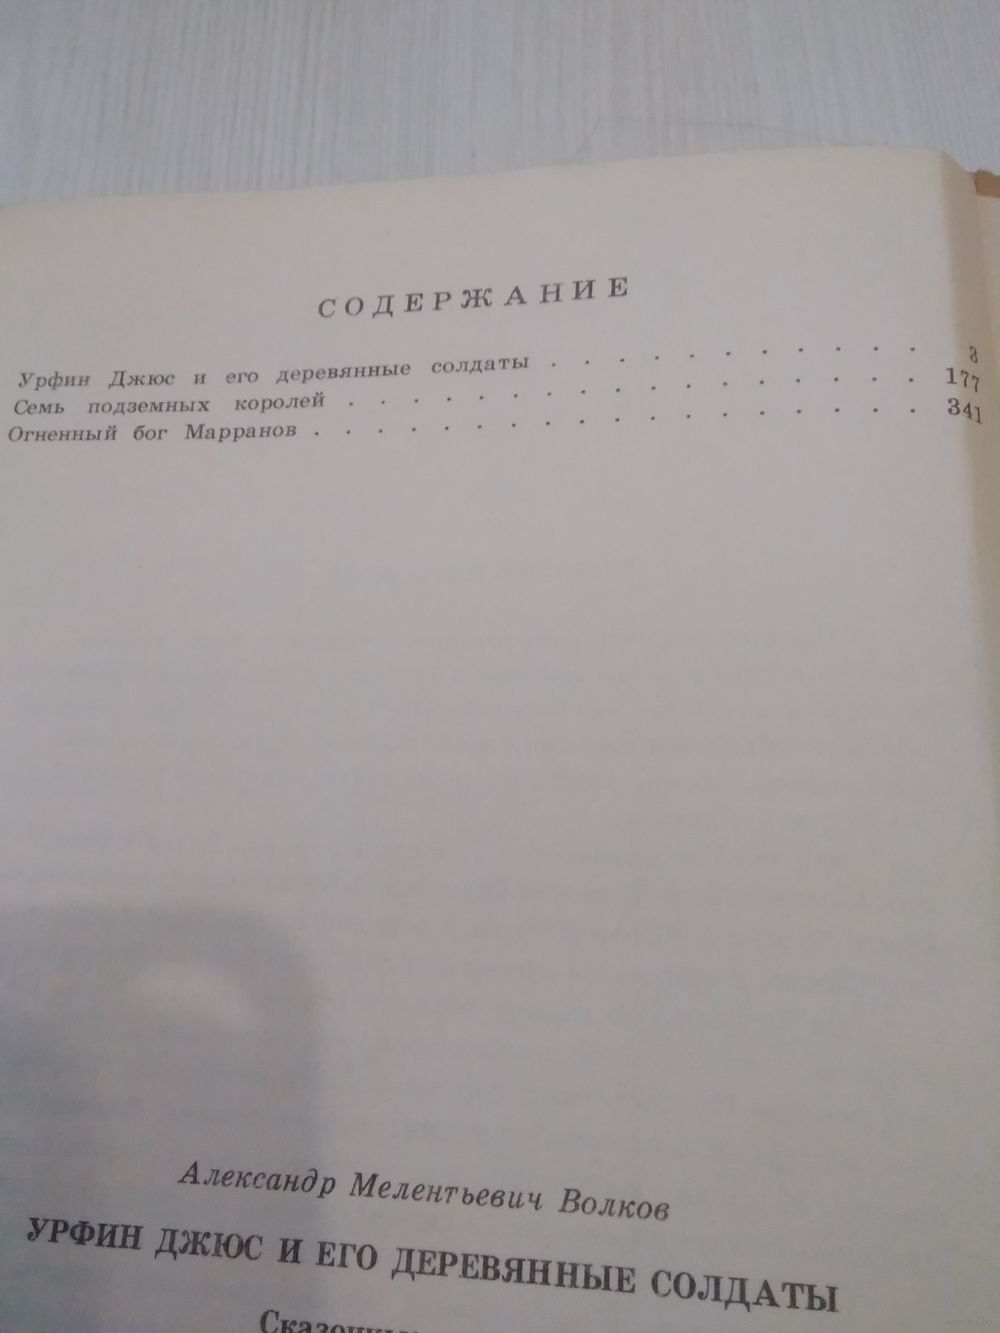 СОДЕРЖАНИЕ
Урфин Джюс и его деревянные солдаты . . . . . . . . . . . . 3
Семь подземных королей . . . . . . . . . . . . . . . . . . 177
Огненный бог Марранов . . . . . . . . . . . . . . . . . . 341
Александр Мелентьевич Волков
УРФИН ДЖЮС И ЕГО ДЕРЕВЯННЫЕ СОЛДАТЫ